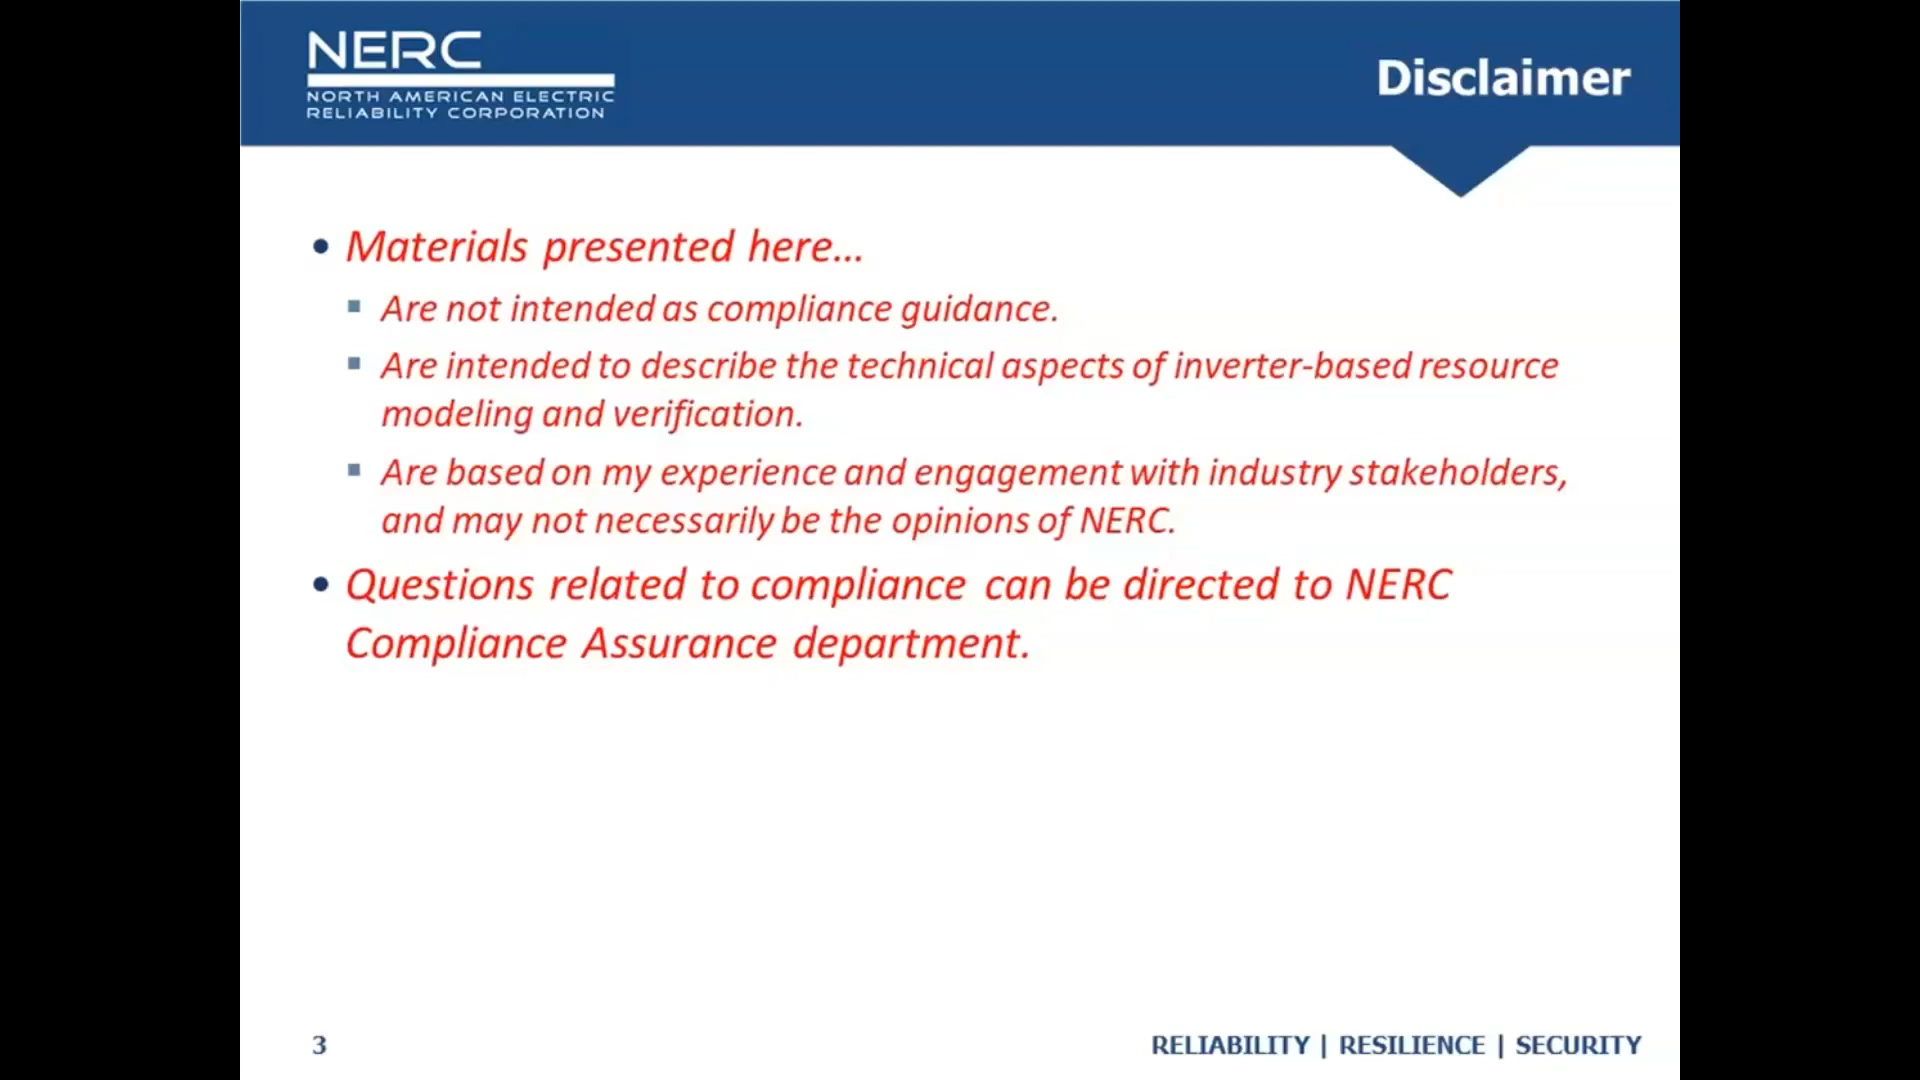 NERC
NORTH AMERICAN ELECTRIC
RELIABILITY CORPORATION
Disclaimer
• Materials presented here…
▪ Are not intended as compliance guidance.
▪ Are intended to describe the technical aspects of inverter-based resource
modeling and verification.
▪ Are based on my experience and engagement with industry stakeholders,
and may not necessarily be the opinions of NERC.
• Questions related to compliance can be directed to NERC
Compliance Assurance department.
3
RELIABILITY | RESILIENCE | SECURITY